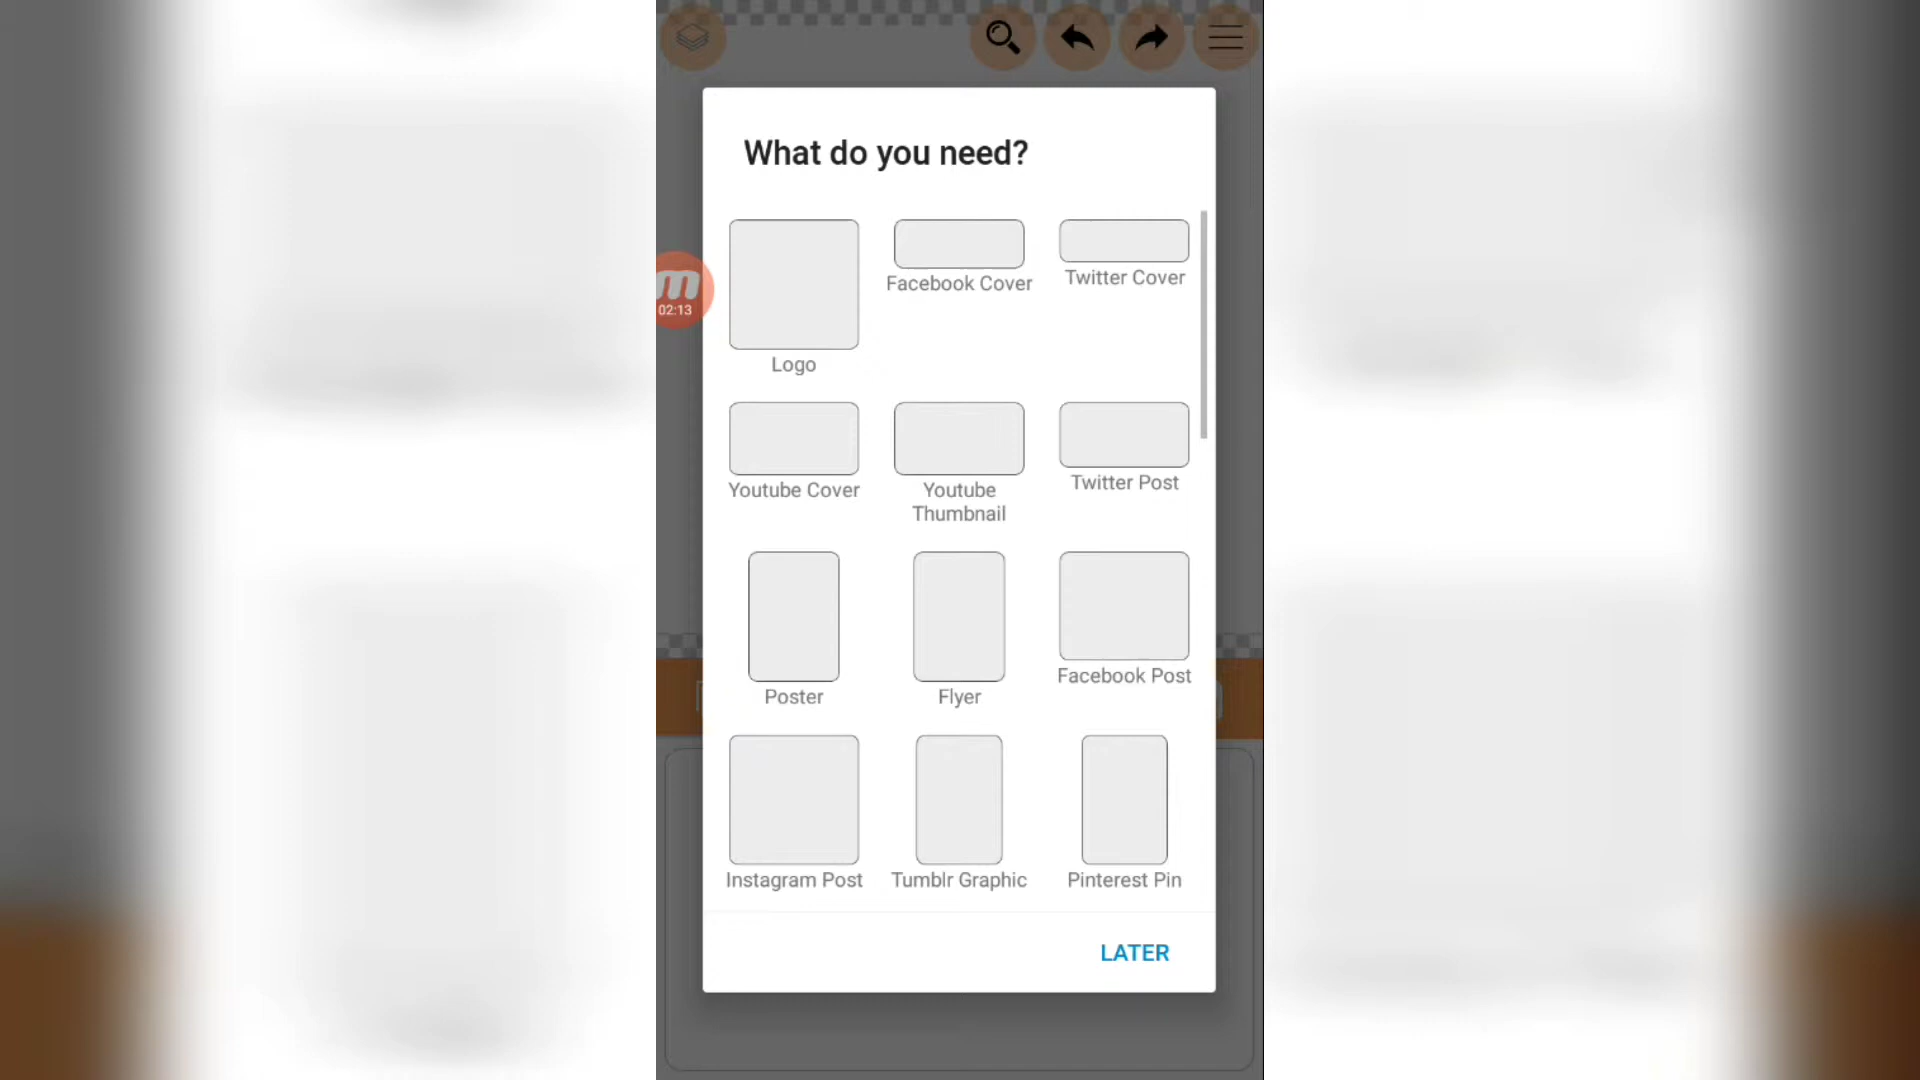 What do you need?
m
02:13
Logo
Facebook Cover
Twitter Cover
Youtube Cover
Youtube
Thumbnail
Twitter Post
Poster
Flyer
Facebook Post
Instagram Post
Tumblr Graphic
Pinterest Pin
LATER